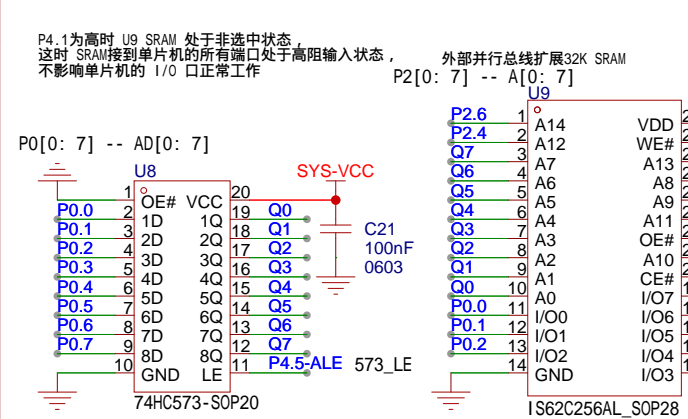 P4.1为高时 U9 SRAM 处于非选中状态,
这时 SRAM接到单片机的所有端口处于高阻输入状态,
不影响单片机的 I/O 口正常工作
外部并行总线扩展32K SRAM
P2[0: 7] -- A[0: 7]
P0[0: 7] -- AD[0: 7]
U8
SYS-VCC
1 OE# VCC 20
P0.0 2 1D 1Q 19 Q0
P0.1 3 2D 2Q 18 Q1
P0.2 4 3D 3Q 17 Q2
P0.3 5 4D 4Q 16 Q3
P0.4 6 5D 5Q 15 Q4
P0.5 7 6D 6Q 14 Q5
P0.6 8 7D 7Q 13 Q6
P0.7 9 8D 8Q 12 Q7
10 GND LE 11 P4.5-ALE 573_LE
74HC573-SOP20
C21
100nF
0603
U9
P2.6 1 A14 VDD
P2.4 2 A12 WE#
Q7 3 A7 A13
Q6 4 A6 A8
Q5 5 A5 A9
Q4 6 A4 A11
Q3 7 A3 OE#
Q2 8 A2 A10
Q1 9 A1 CE#
Q0 10 A0 I/O7
P0.0 11 I/O0 I/O6
P0.1 12 I/O1 I/O5
P0.2 13 I/O2 I/O4
14 GND I/O3
IS62C256AL_SOP28